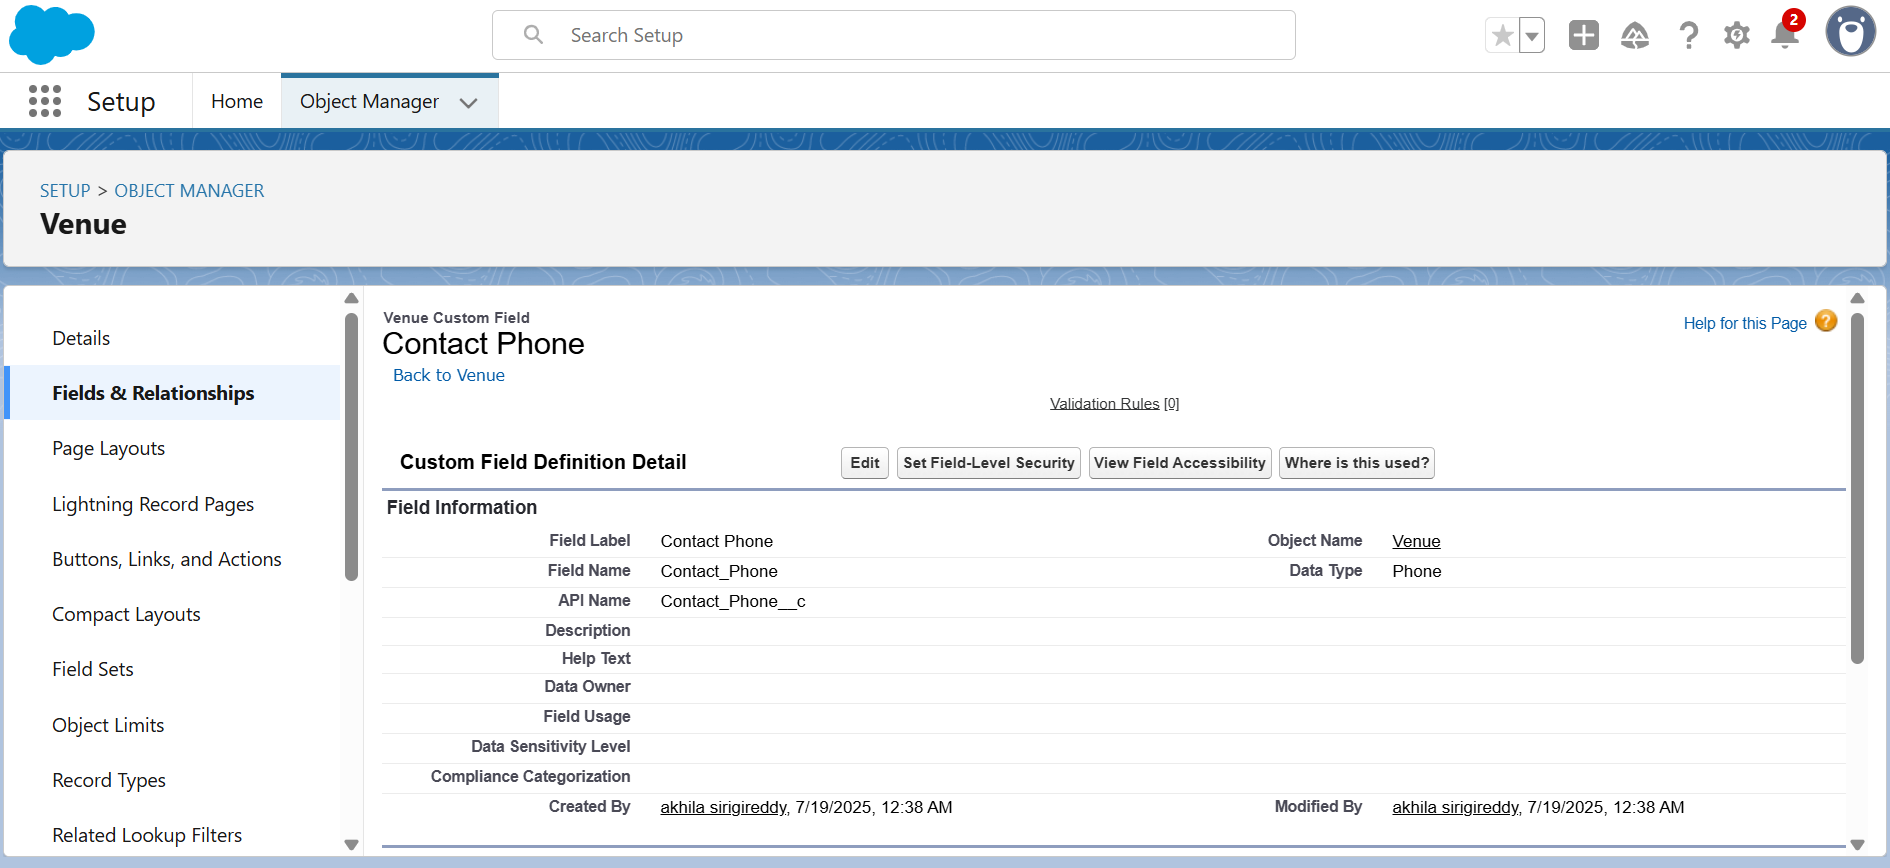 Search Setup
2
Setup
Home
Object Manager
SETUP > OBJECT MANAGER
Venue
Details
Fields & Relationships
Page Layouts
Lightning Record Pages
Buttons, Links, and Actions
Compact Layouts
Field Sets
Object Limits
Record Types
Related Lookup Filters
Venue Custom Field
Contact Phone
Back to Venue
Help for this Page ?
Validation Rules [0]
Custom Field Definition Detail
Edit
Set Field-Level Security
View Field Accessibility
Where is this used?
Field Information
Field Label Contact Phone Object Name Venue
Field Name Contact_Phone Data Type Phone
API Name Contact_Phone__c
Description
Help Text
Data Owner
Field Usage
Data Sensitivity Level
Compliance Categorization
Created By akhila sirigireddy, 7/19/2025, 12:38 AM Modified By akhila sirigireddy, 7/19/2025, 12:38 AM